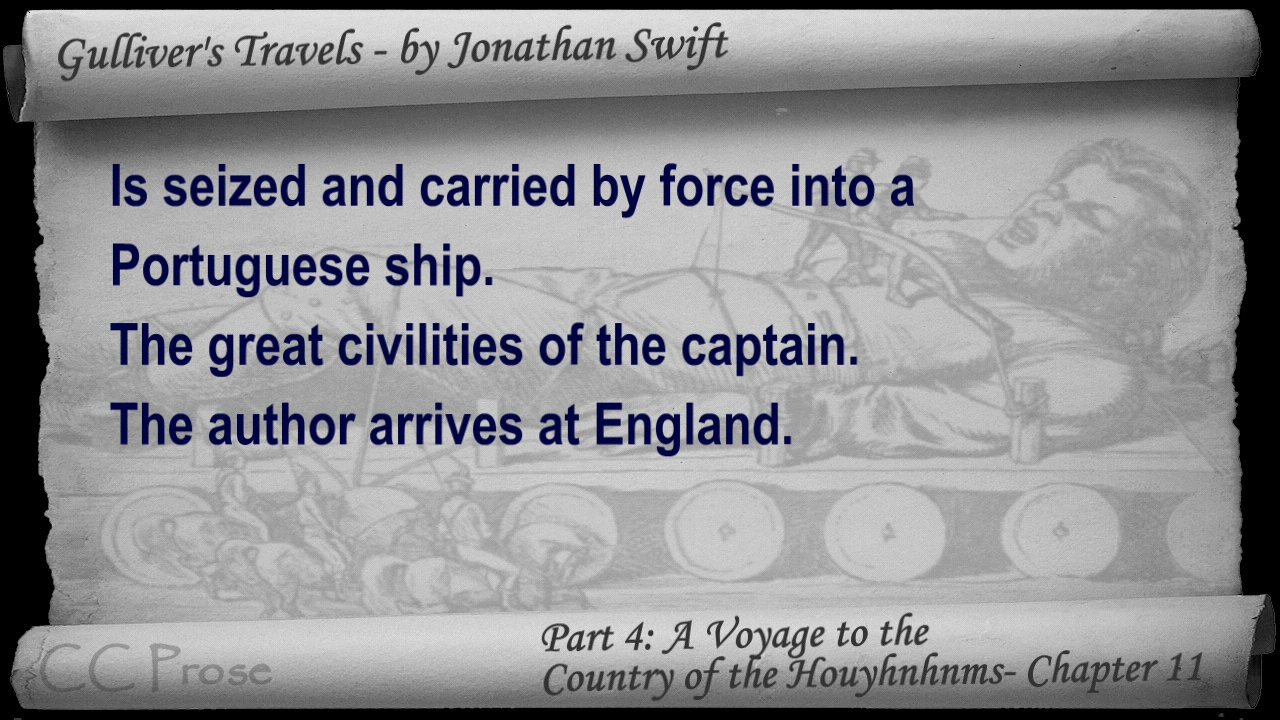 Gulliver's Travels - by Jonathan Swift
Is seized and carried by force into a
Portuguese ship.
The great civilities of the captain.
The author arrives at England.
Part 4: A Voyage to the
Country of the Houyhnhnms- Chapter 11
CC Prose